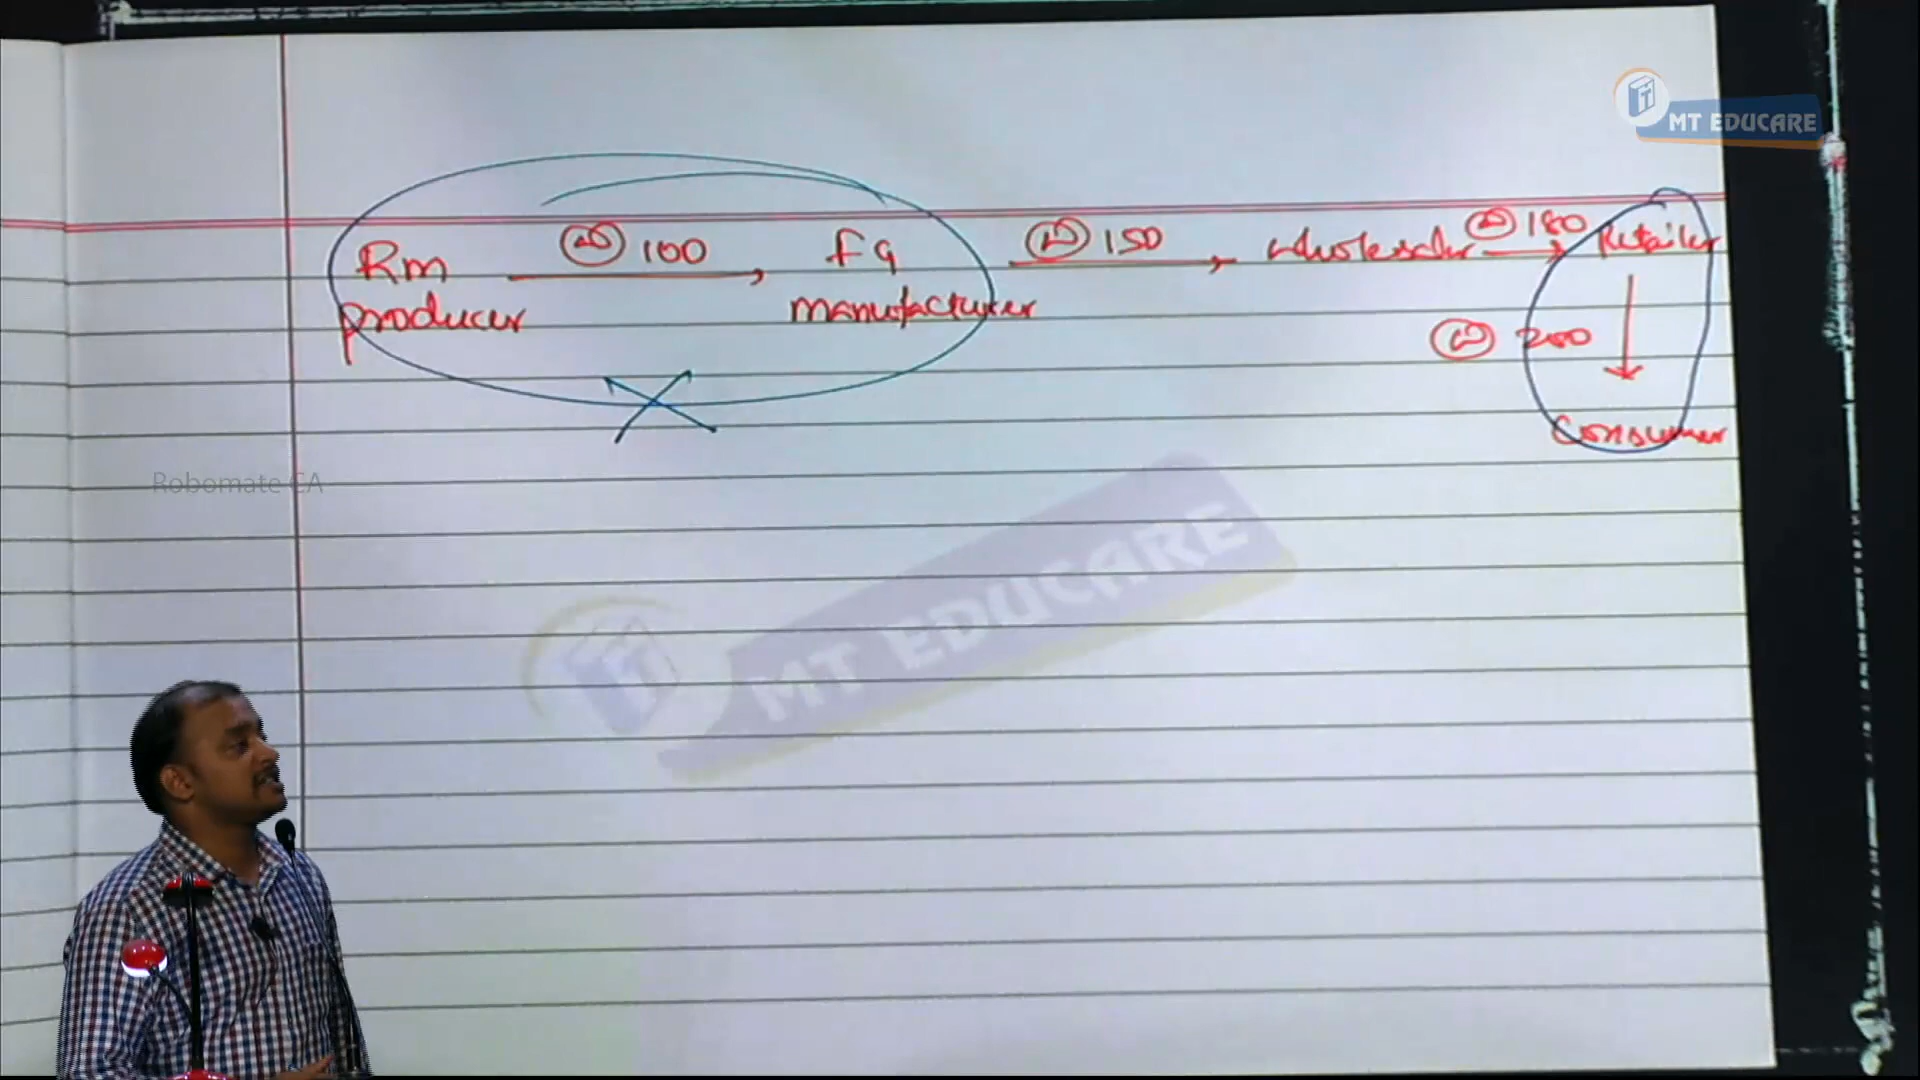 MT EDUCARE
Rm producer
100
FG manufacturer
150
wholesaler
180
Retailer
200
Consumer
Robomate CA
MT EDUCARE